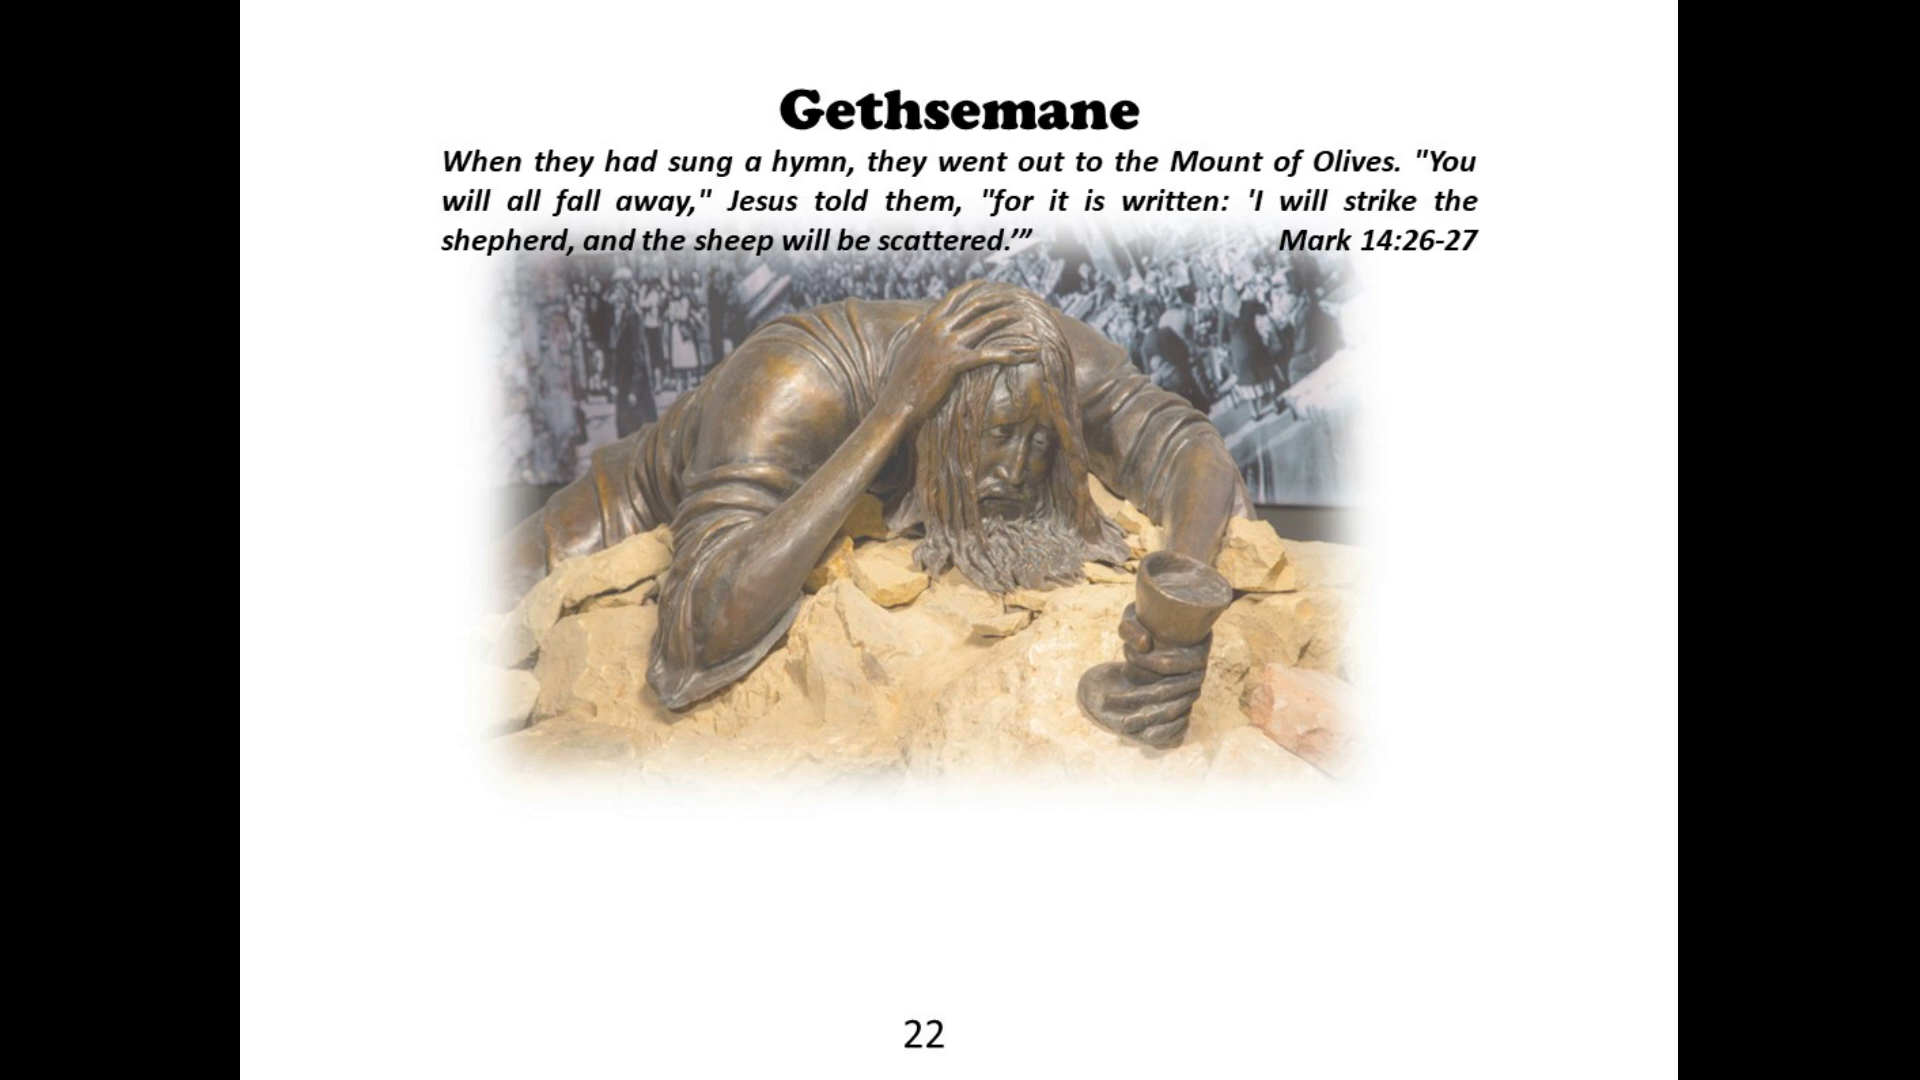 Gethsemane
When they had sung a hymn, they went out to the Mount of Olives. "You
will all fall away," Jesus told them, "for it is written: 'I will strike the
shepherd, and the sheep will be scattered.’” Mark 14:26-27
22